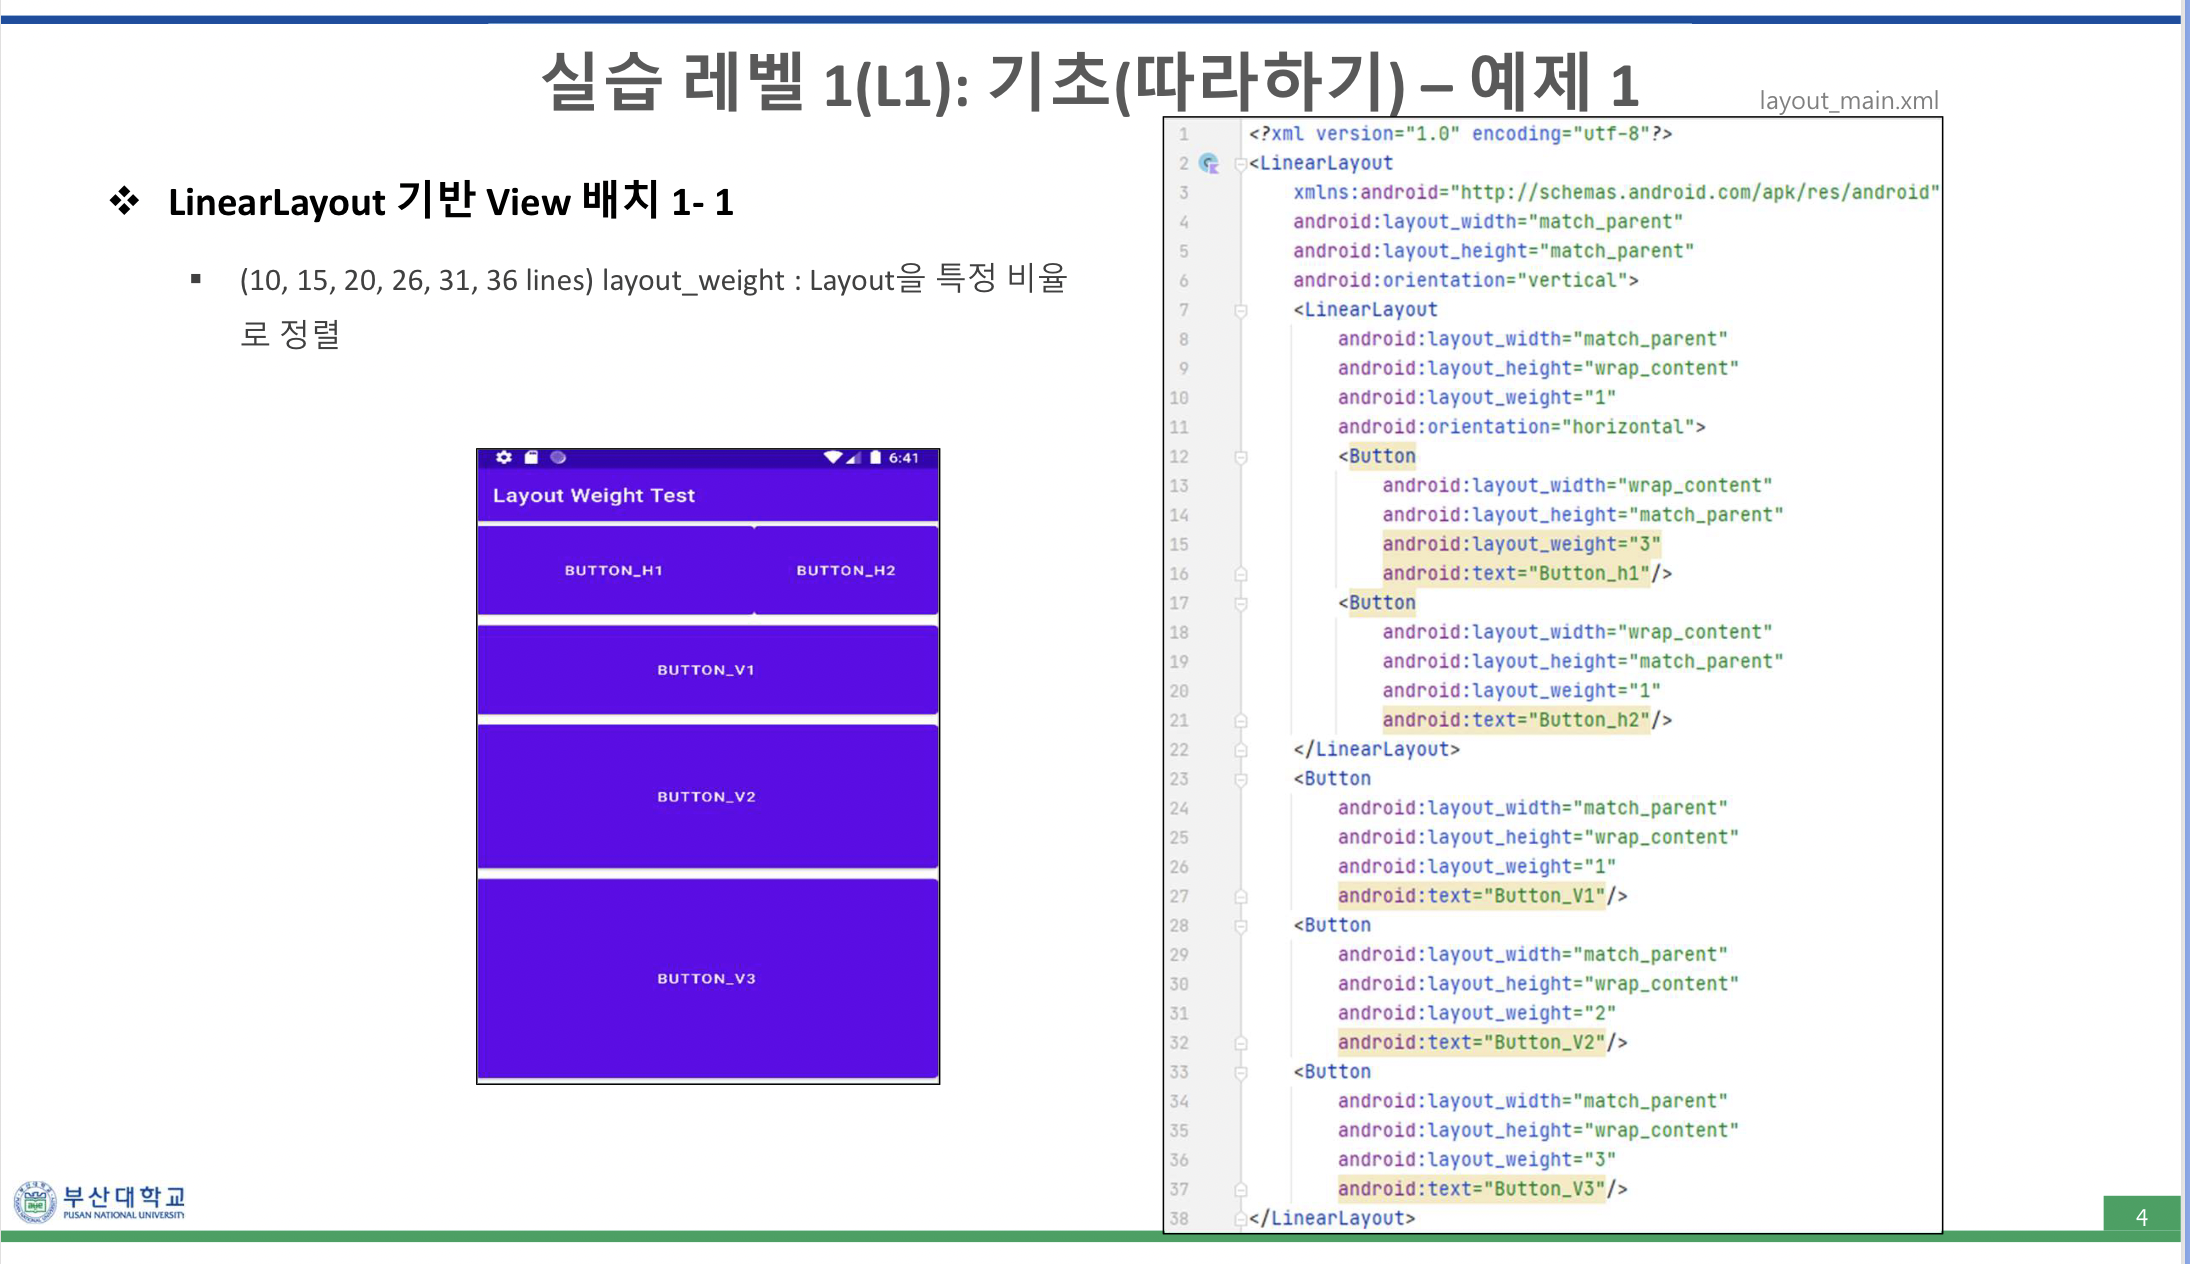 실습 레벨 1(L1): 기초(따라하기) – 예제 1
layout_main.xml
❖ LinearLayout 기반 View 배치 1- 1
▪ (10, 15, 20, 26, 31, 36 lines) layout_weight : Layout을 특정 비율
로 정렬
6:41
Layout Weight Test
BUTTON_H1 BUTTON_H2
BUTTON_V1
BUTTON_V2
BUTTON_V3
1 <?xml version="1.0" encoding="utf-8"?>
2 <LinearLayout
3 xmlns:android="http://schemas.android.com/apk/res/android"
4 android:layout_width="match_parent"
5 android:layout_height="match_parent"
6 android:orientation="vertical">
7 <LinearLayout
8 android:layout_width="match_parent"
9 android:layout_height="wrap_content"
10 android:layout_weight="1"
11 android:orientation="horizontal">
12 <Button
13 android:layout_width="wrap_content"
14 android:layout_height="match_parent"
15 android:layout_weight="3"
16 android:text="Button_h1"/>
17 <Button
18 android:layout_width="wrap_content"
19 android:layout_height="match_parent"
20 android:layout_weight="1"
21 android:text="Button_h2"/>
22 </LinearLayout>
23 <Button
24 android:layout_width="match_parent"
25 android:layout_height="wrap_content"
26 android:layout_weight="1"
27 android:text="Button_V1"/>
28 <Button
29 android:layout_width="match_parent"
30 android:layout_height="wrap_content"
31 android:layout_weight="2"
32 android:text="Button_V2"/>
33 <Button
34 android:layout_width="match_parent"
35 android:layout_height="wrap_content"
36 android:layout_weight="3"
37 android:text="Button_V3"/>
38 </LinearLayout>
부산대학교
PUSAN NATIONAL UNIVERSITY
4